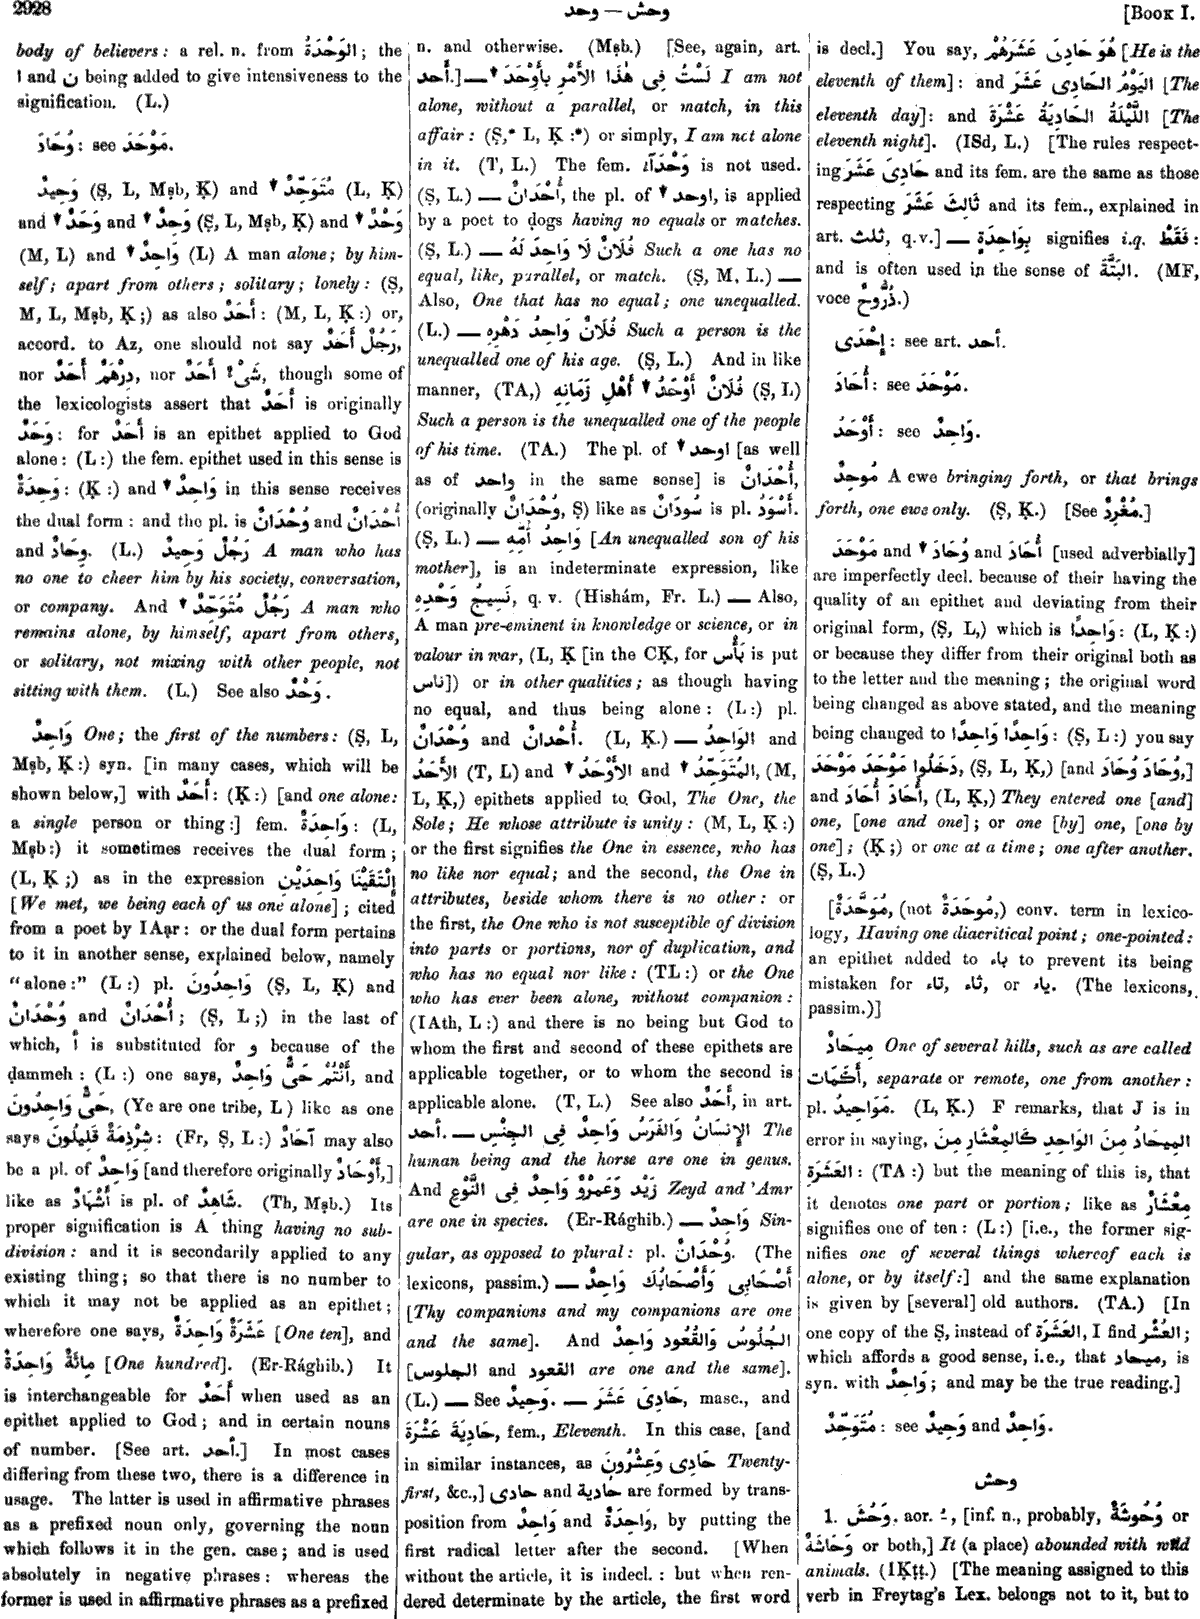 2928
وحد — وحش
[BOOK I.
body of believers: a rel. n. from الوَحْدَةُ; the
ا and ن being added to give intensiveness to the
signification. (L.)
وُحَادَ: see مَوْحَدَ.
وَحِيدٌ (Ṣ, L, Mṣb, Ḳ) and ▼ مُتَوَحِّدٌ (L, Ḳ)
and ▼ وَحَدٌ and ▼ وَحِدٌ (Ṣ, L, Mṣb, Ḳ) and ▼ وَحْدٌ
(M, L) and ▼ وَاحِدٌ (L) A man alone; by him-
self; apart from others; solitary; lonely: (Ṣ,
M, L, Mṣb, Ḳ;) as also أَحَدٌ: (M, L, Ḳ:) or,
accord. to Az, one should not say رَجُلٌ أَحَدٌ,
nor دِرْهَمٌ أَحَدٌ, nor شَىْءٌ أَحَدٌ, though some of
the lexicologists assert that أَحَدٌ is originally
وَحَدٌ: for أَحَدٌ is an epithet applied to God
alone: (L:) the fem. epithet used in this sense is
وَحِدَةٌ: (Ḳ:) and ▼ وَاحِدٌ in this sense receives
the dual form: and the pl. is وُحْدَانٌ and أُحْدَانٌ
and وِحَادٌ. (L.) رَجُلٌ وَحِيدٌ A man who has
no one to cheer him by his society, conversation,
or company. And ▼ رَجُلٌ مُتَوَحِّدٌ A man who
remains alone, by himself, apart from others,
or solitary, not mixing with other people, not
sitting with them. (L.) See also وَحْدٌ.
وَاحِدٌ One; the first of the numbers: (Ṣ, L,
Mṣb, Ḳ:) syn. [in many cases, which will be
shown below,] with أَحَدٌ: (Ḳ:) [and one alone:
a single person or thing:] fem. وَاحِدَةٌ: (L,
Mṣb:) it sometimes receives the dual form;
(L, Ḳ;) as in the expression إِلْتَقَيْنَا وَاحِدَيْنِ
[We met, we being each of us one alone]; cited
from a poet by IAạr: or the dual form pertains
to it in another sense, explained below, namely
“alone:” (L:) pl. وَاحِدُونَ (Ṣ, L, Ḳ) and
وُحْدَانٌ and أُحْدَانٌ; (Ṣ, L;) in the last of
which, أ is substituted for و because of the
ḍammeh: (L:) one says, أَنْتُمْ حَىٌّ وَاحِدٌ, and
حَىٌّ وَاحِدُونَ, (Ye are one tribe, L) like as one
says شِرْذِمَةٌ قَلِيلُونَ: (Fr, Ṣ, L:) آحَادٌ may also
be a pl. of وَاحِدٌ [and therefore originally أَوْحَادٌ,]
like as أَشْهَادٌ is pl. of شَاهِدٌ. (Th, Mṣb.) Its
proper signification is A thing having no sub-
division: and it is secondarily applied to any
existing thing; so that there is no number to
which it may not be applied as an epithet;
wherefore one says, عَشَرَةٌ وَاحِدَةٌ [One ten], and
مِائَةٌ وَاحِدَةٌ [One hundred]. (Er-Rághib.) It
is interchangeable for أَحَدٌ when used as an
epithet applied to God; and in certain nouns
of number. [See art. أحد.] In most cases
differing from these two, there is a difference in
usage. The latter is used in affirmative phrases
as a prefixed noun only, governing the noun
which follows it in the gen. case; and is used
absolutely in negative phrases: whereas the
former is used in affirmative phrases as a prefixed
n. and otherwise. (Mṣb.) [See, again, art.
أحد.] — ▼ لَسْتُ فِى هٰذَا الأَمْرِ بِأَوْحَدَ I am not
alone, without a parallel, or match, in this
affair: (Ṣ,* L, Ḳ:*) or simply, I am not alone
in it. (T, L.) The fem. وَحْدَآءُ is not used.
(Ṣ, L.) — أُحْدَانٌ, the pl. of ▼ اوحد, is applied
by a poet to dogs having no equals or matches.
(Ṣ, L.) — فُلَانٌ لَا وَاحِدَ لَهُ Such a one has no
equal, like, parallel, or match. (Ṣ, M, L.) —
Also, One that has no equal; one unequalled.
(L.) — فُلَانٌ وَاحِدُ دَهْرِهِ Such a person is the
unequalled one of his age. (Ṣ, L.) And in like
manner, (TA,) فُلَانٌ أَوْحَدُ ▼ أَهْلِ زَمَانِهِ (Ṣ, L)
Such a person is the unequalled one of the people
of his time. (TA.) The pl. of ▼ اوحد [as well
as of واحد in the same sense] is أُحْدَانٌ,
(originally وُحْدَانٌ, Ṣ) like as سُودَانٌ is pl. أَسْوَدُ.
(Ṣ, L.) — وَاحِدُ أُمِّهِ [An unequalled son of his
mother], is an indeterminate expression, like
نَسِيجُ وَحْدِهِ, q. v. (Hishám, Fr. L.) — Also,
A man pre-eminent in knowledge or science, or in
valour in war, (L, Ḳ [in the CK, for بَأْس is put
ناس]) or in other qualities; as though having
no equal, and thus being alone: (L:) pl.
وُحْدَانٌ and أُحْدانٌ. (L, Ḳ.) — الوَاحِدُ and
الأَحَدُ (T, L) and ▼ الأَوْحَدُ and ▼ المُتَوَحِّدُ, (M,
L, Ḳ,) epithets applied to God, The One, the
Sole; He whose attribute is unity: (M, L, Ḳ:)
or the first signifies the One in essence, who has
no like nor equal; and the second, the One in
attributes, beside whom there is no other: or
the first, the One who is not susceptible of division
into parts or portions, nor of duplication, and
who has no equal nor like: (TL:) or the One
who has ever been alone, without companion:
(IAth, L:) and there is no being but God to
whom the first and second of these epithets are
applicable together, or to whom the second is
applicable alone. (T, L.) See also أَحَدٌ, in art.
أحد. — الإِنْسَانُ وَالفَرَسُ وَاحِدٌ فِى الجِنْسِ The
human being and the horse are one in genus.
And زَيْد وَعَمْرٌو وَاحِدٌ فِى النَّوْعِ Zeyd and 'Amr
are one in species. (Er-Rághib.) — وَاحِدٌ Sin-
gular, as opposed to plural: pl. وُحْدَانٌ. (The
lexicons, passim.) — أَصْحَابِى وَأَصْحَابُكَ وَاحِدٌ
[Thy companions and my companions are one
and the same]. And الجُلُوسُ وَالقُعُود وَاحِدٌ
[الجلوس and القعود are one and the same].
(L.) — See وَحِيدٌ. — حَادِىَ عَشَرَ, masc., and
حَادِيَةَ عَشْرَةَ, fem., Eleventh. In this case, [and
in similar instances, as حَادِى وَعِشْرُونَ Twenty-
first, &c.,] حادى and حادية are formed by trans-
position from وَاحِدٌ and وَاحِدَةٌ, by putting the
first radical letter after the second. [When
without the article, it is indecl.: but when ren-
dered determinate by the article, the first word
is decl.] You say, هُوَ حَادِىَ عَشَرَهُمْ [He is the
eleventh of them]: and اليَوْمُ الحَادِى عَشَرَ [The
eleventh day]: and اللَّيْلَةُ الحَادِيَةُ عَشْرَةَ [The
eleventh night]. (ISd, L.) [The rules respect-
ing حَادِىَ عَشَرَ and its fem. are the same as those
respecting ثَالِثَ عَشَرَ and its fem., explained in
art. ثلث, q.v.] — بِوَاحِدَةٍ signifies i.q. فَقَطْ:
and is often used in the sense of البَتَّةَ. (MF,
voce ذُرُّوحٌ.)
إِحْدَى: see art. أحد.
أُحَادَ: see مَوْحَدَ.
أَوْحَدُ: see وَاحِدٌ.
مُوحِدٌ A ewe bringing forth, or that brings
forth, one ewe only. (Ṣ, Ḳ.) [See مُفْرِدٌ.]
مَوْحَدَ and ▼ وُحَادَ and أُحَادَ [used adverbially]
are imperfectly decl. because of their having the
quality of an epithet and deviating from their
original form, (Ṣ, L,) which is وَاحِدًا: (L, Ḳ:)
or because they differ from their original both as
to the letter and the meaning; the original word
being changed as above stated, and the meaning
being changed to وَاحِدًا وَاحِدًا: (Ṣ, L:) you say
دَخَلُوا مَوْحَدَ مَوْحَدَ, (Ṣ, L, Ḳ,) [and وُحَادَ وُحَادَ,]
and أُحَادَ أُحَادَ, (L, Ḳ,) They entered one [and]
one, [one and one]; or one [by] one, [one by
one]; (Ḳ;) or one at a time; one after another.
(Ṣ, L.)
[مُوَحَّدَةٌ, (not مُوحَدَةٌ,) conv. term in lexico-
logy, Having one diacritical point; one-pointed:
an epithet added to باء to prevent its being
mistaken for تاء, ثاء, or ياء. (The lexicons,
passim.)]
مِيحَادٌ One of several hills, such as are called
أَكَمَات, separate or remote, one from another:
pl. مَوَاحِيدُ. (L, Ḳ.) F remarks, that J is in
error in saying, المِيحَادُ مِنَ الوَاحِدِ كَالمِعْشَارِ مِنَ
العَشَرَةِ: (TA:) but the meaning of this is, that
it denotes one part or portion; like as مِعْشَارٌ
signifies one of ten: (L:) [i.e., the former sig-
nifies one of several things whereof each is
alone, or by itself:] and the same explanation
is given by [several] old authors. (TA.) [In
one copy of the Ṣ, instead of العَشَرَةِ, I find العُشْرِ;
which affords a good sense, i.e., that ميحاد, is
syn. with وَاحِدٌ; and may be the true reading.]
مُتَوَحِّدٌ: see وَحِيدٌ and وَاحِدٌ.
وحش
1. وَحُشَ, aor. ـُ, [inf. n., probably, وُحُوشَةٌ or
وَحَاشَةٌ or both,] It (a place) abounded with wild
animals. (IḲṭṭ.) [The meaning assigned to this
verb in Freytag's Lex. belongs not to it, but to